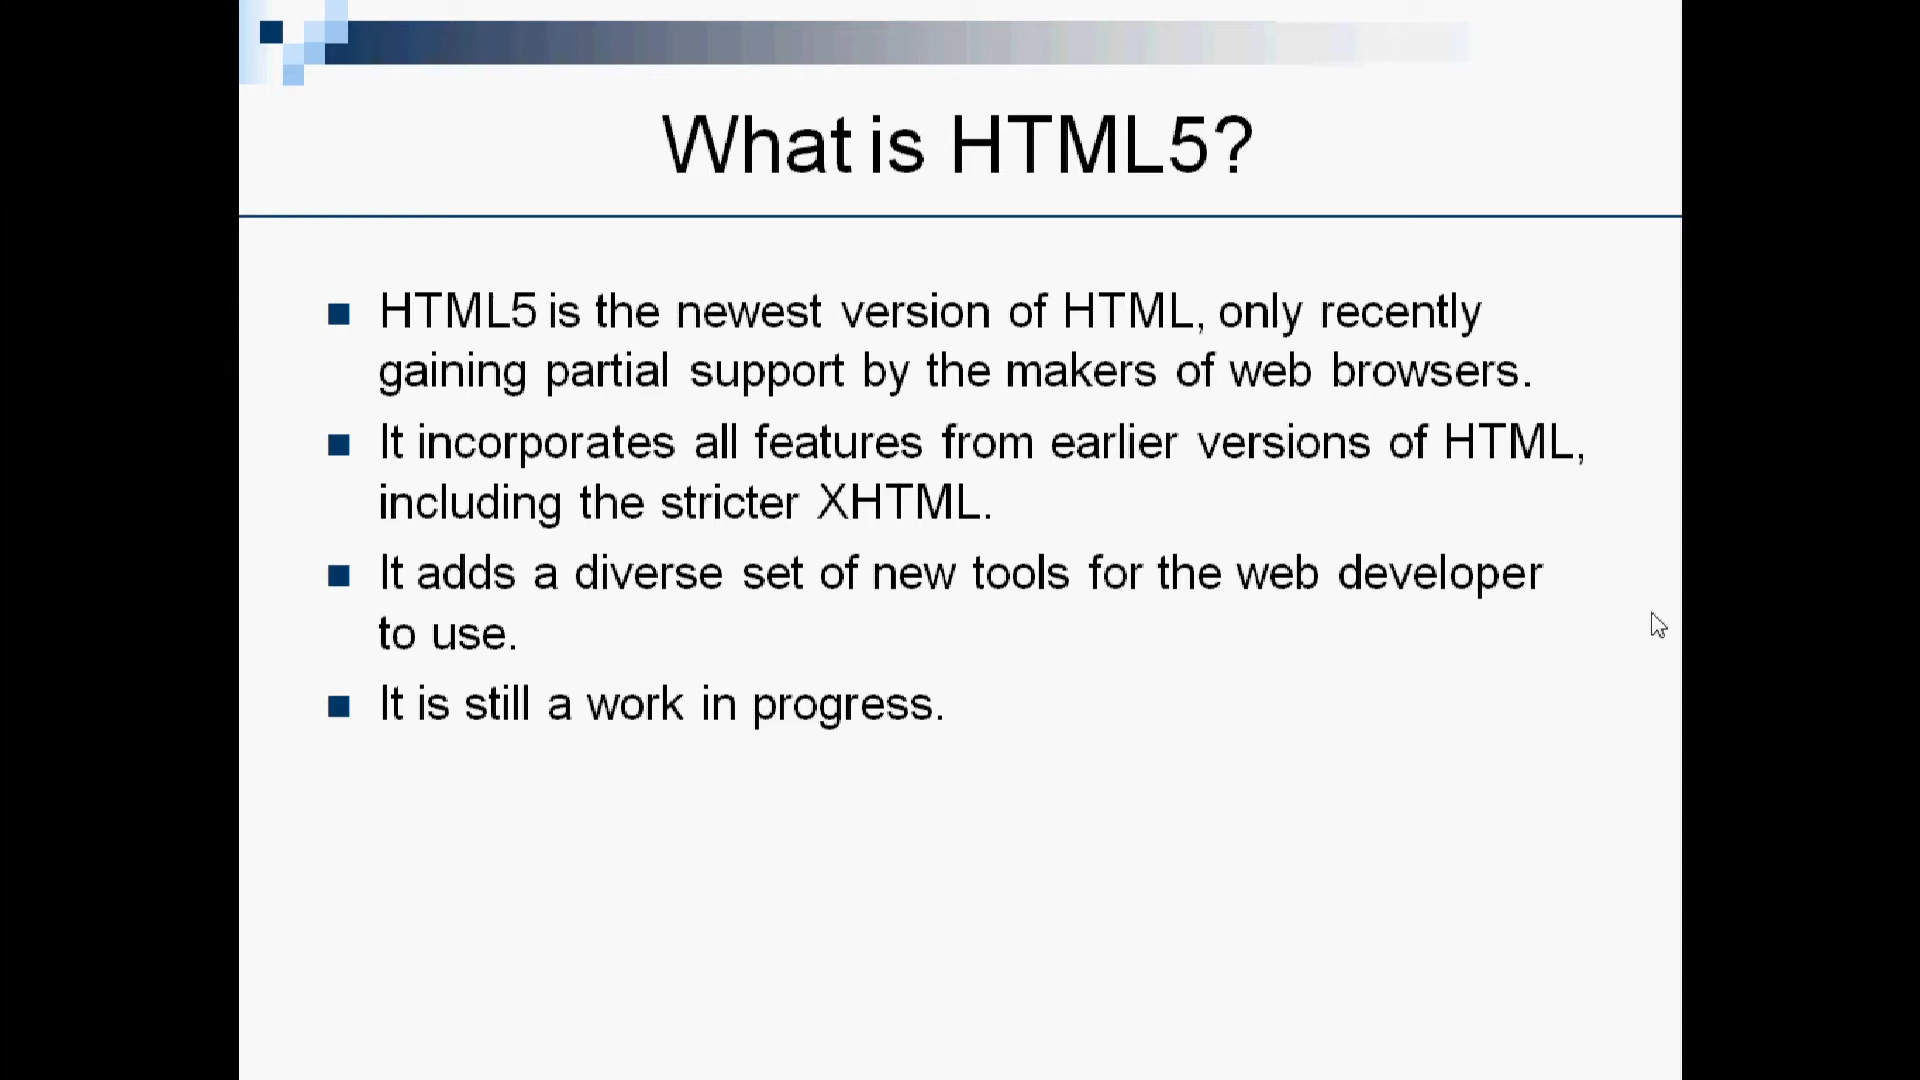 What is HTML5?
HTML5 is the newest version of HTML, only recently
gaining partial support by the makers of web browsers.
It incorporates all features from earlier versions of HTML,
including the stricter XHTML.
It adds a diverse set of new tools for the web developer
to use.
It is still a work in progress.